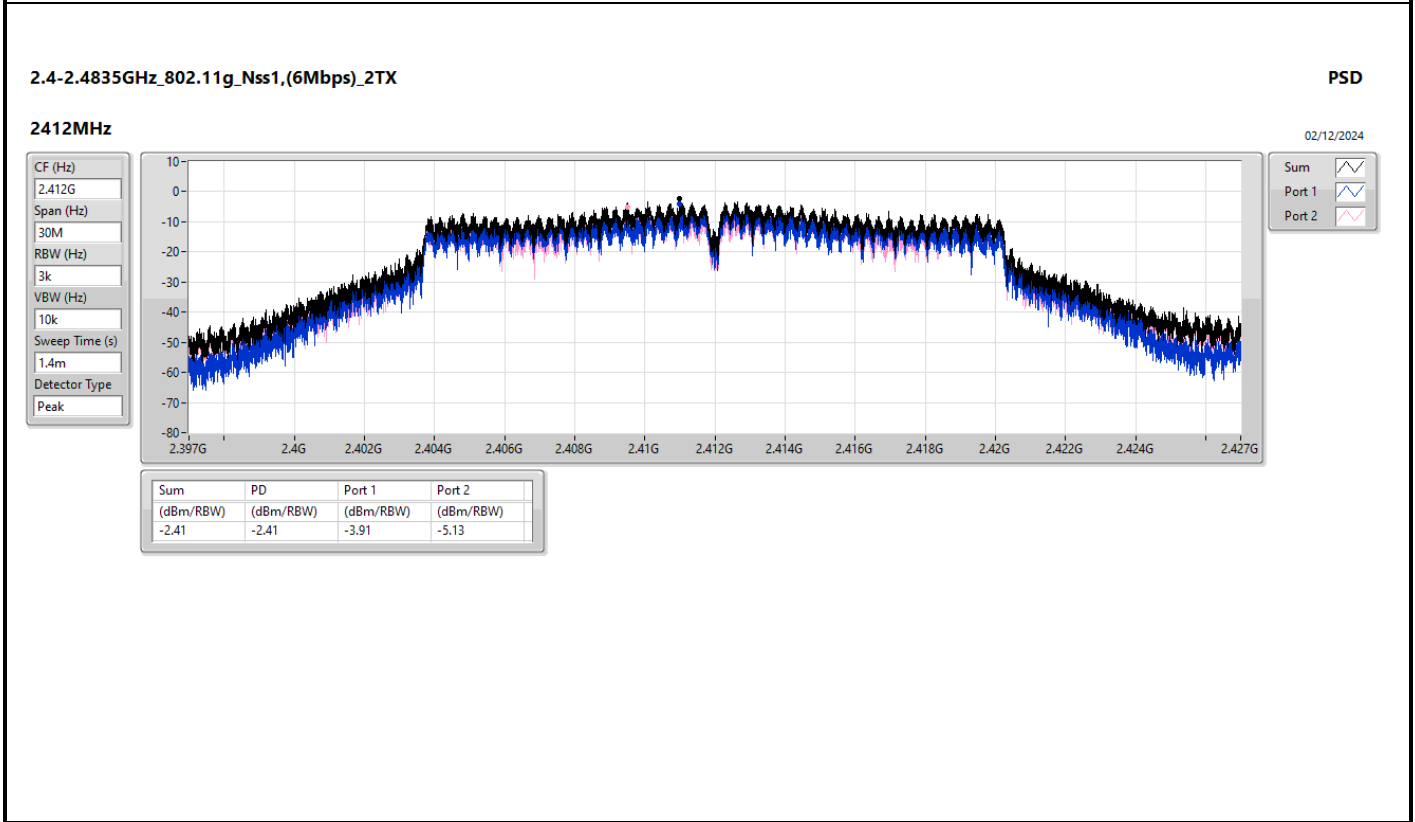 2.4-2.4835GHz_802.11g_Nss1,(6Mbps)_2TX
PSD
2412MHz
02/12/2024
CF (Hz)
2.412G
Span (Hz)
30M
RBW (Hz)
3k
VBW (Hz)
10k
Sweep Time (s)
1.4m
Detector Type
Peak
10
0
-10
-20
-30
-40
-50
-60
-70
-80
2.397G 2.4G 2.402G 2.404G 2.406G 2.408G 2.41G 2.412G 2.414G 2.416G 2.418G 2.42G 2.422G 2.424G 2.427G
Sum
Port 1
Port 2
Sum PD Port 1 Port 2
(dBm/RBW) (dBm/RBW) (dBm/RBW) (dBm/RBW)
-2.41 -2.41 -3.91 -5.13